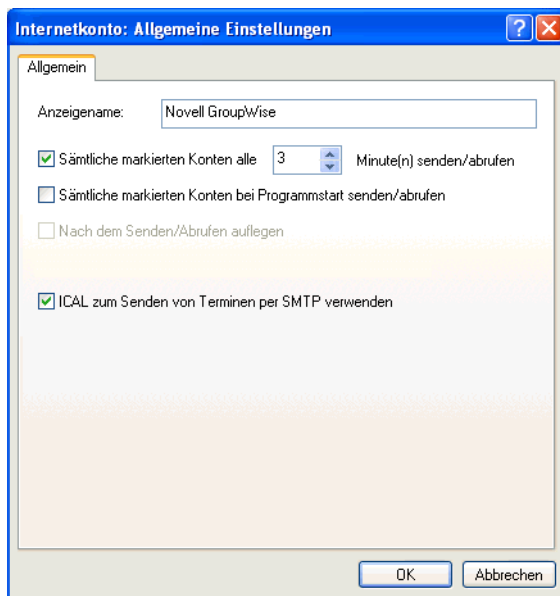 Internetkonto: Allgemeine Einstellungen
Allgemein
Anzeigename: Novell GroupWise
Sämtliche markierten Konten alle 3 Minute(n) senden/abrufen
Sämtliche markierten Konten bei Programmstart senden/abrufen
Nach dem Senden/Abrufen auflegen
ICAL zum Senden von Terminen per SMTP verwenden
OK Abbrechen